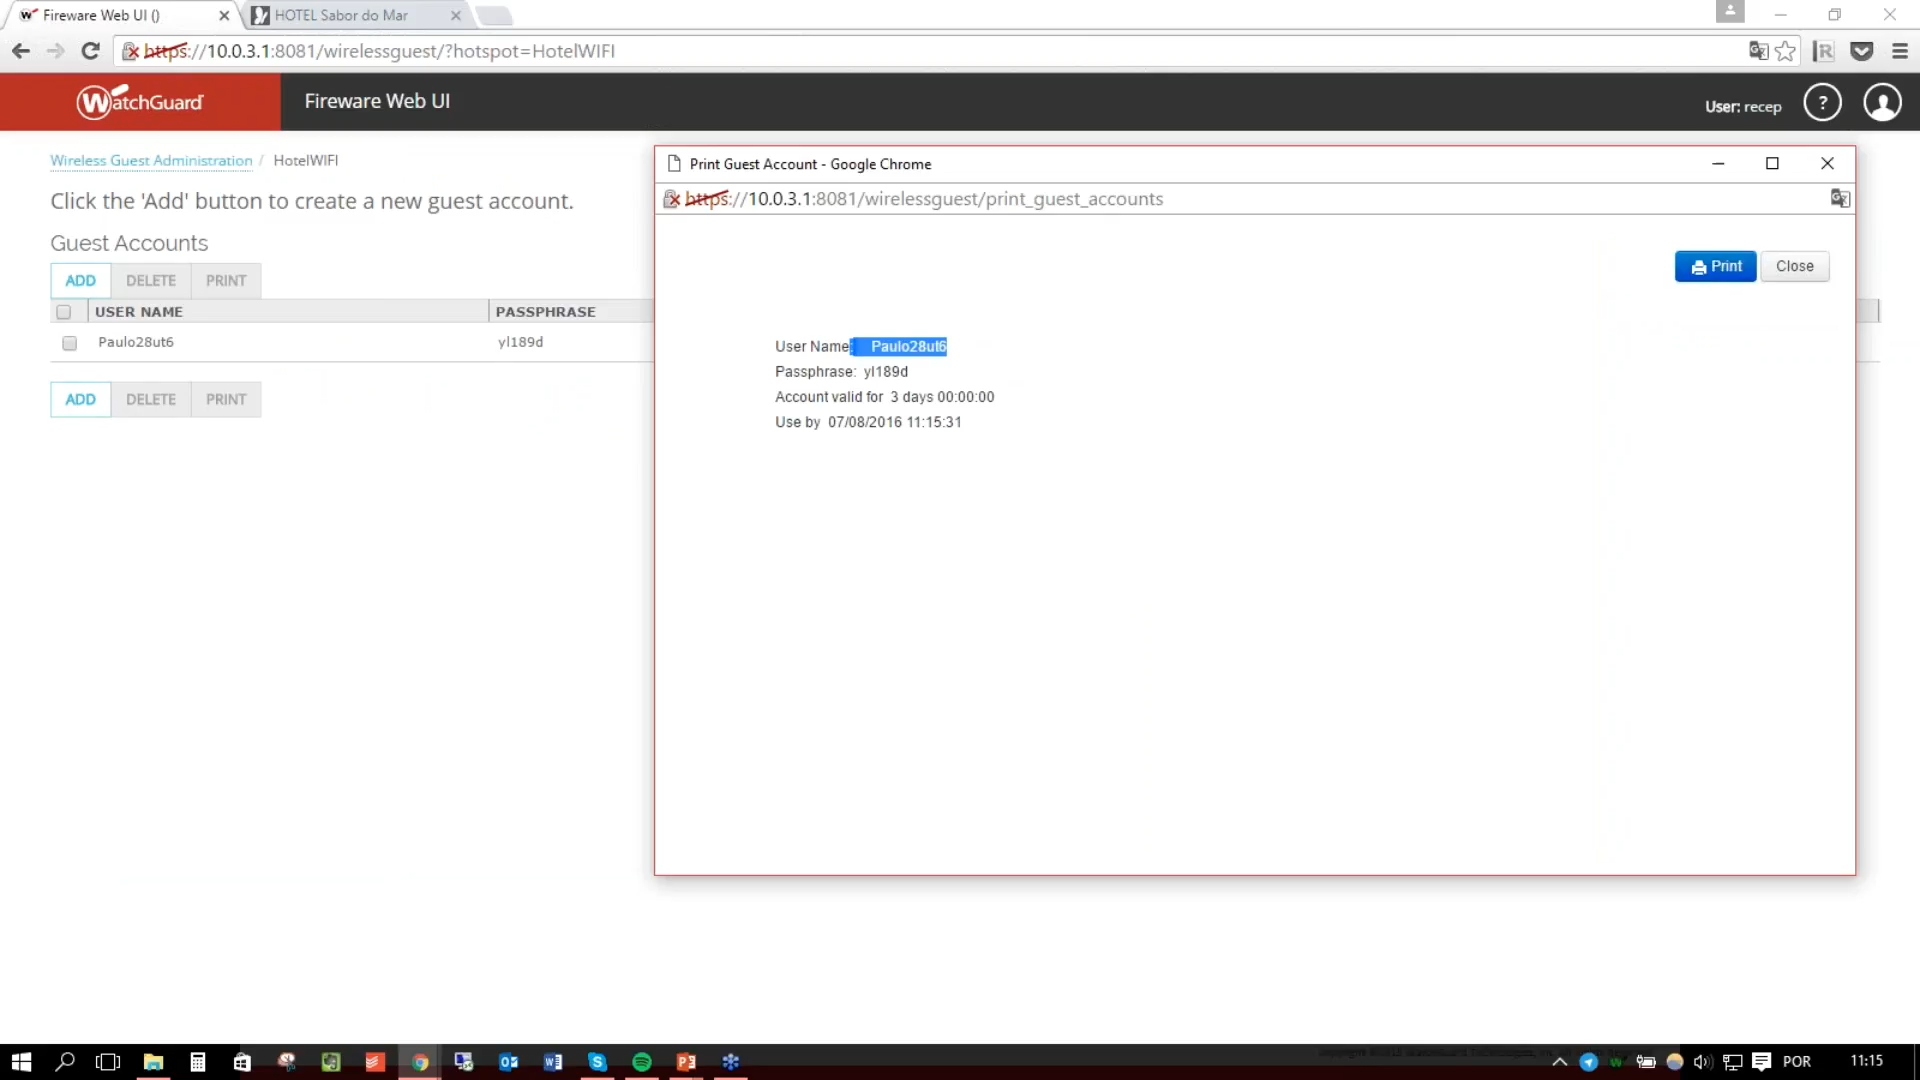 Fireware Web UI ()
HOTEL Sabor do Mar
https://10.0.3.1:8081/wirelessguest/?hotspot=HotelWIFI
WatchGuard
Fireware Web UI
User: recep
?
Wireless Guest Administration / HotelWIFI
Click the 'Add' button to create a new guest account.
Guest Accounts
ADD DELETE PRINT
USER NAME PASSPHRASE
Paulo28ut6 yl189d
ADD DELETE PRINT
Print Guest Account - Google Chrome
https://10.0.3.1:8081/wirelessguest/print_guest_accounts
Print Close
User Name: Paulo28ut6
Passphrase: yl189d
Account valid for 3 days 00:00:00
Use by 07/08/2016 11:15:31
POR 11:15